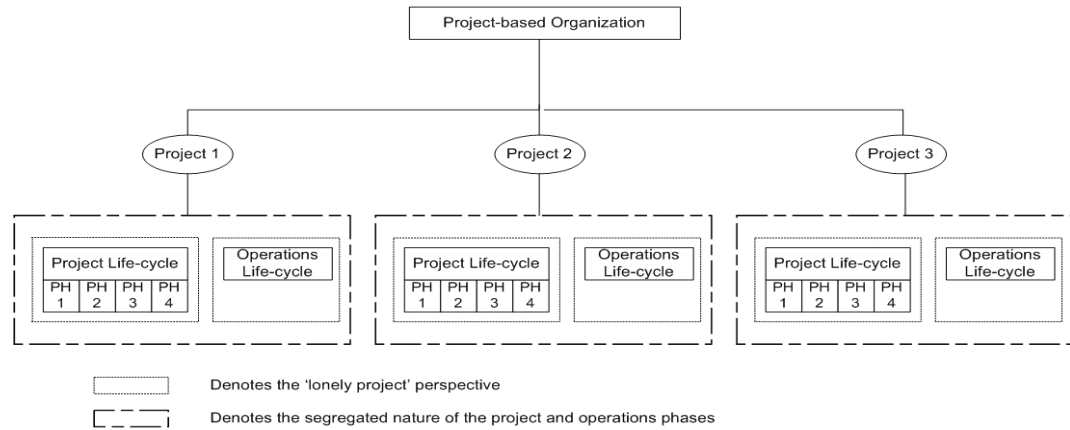 Project-based Organization
Project 1
Project 2
Project 3
Project Life-cycle
PH PH PH PH
1 2 3 4
Operations
Life-cycle
Project Life-cycle
PH PH PH PH
1 2 3 4
Operations
Life-cycle
Project Life-cycle
PH PH PH PH
1 2 3 4
Operations
Life-cycle
Denotes the ‘lonely project’ perspective
Denotes the segregated nature of the project and operations phases